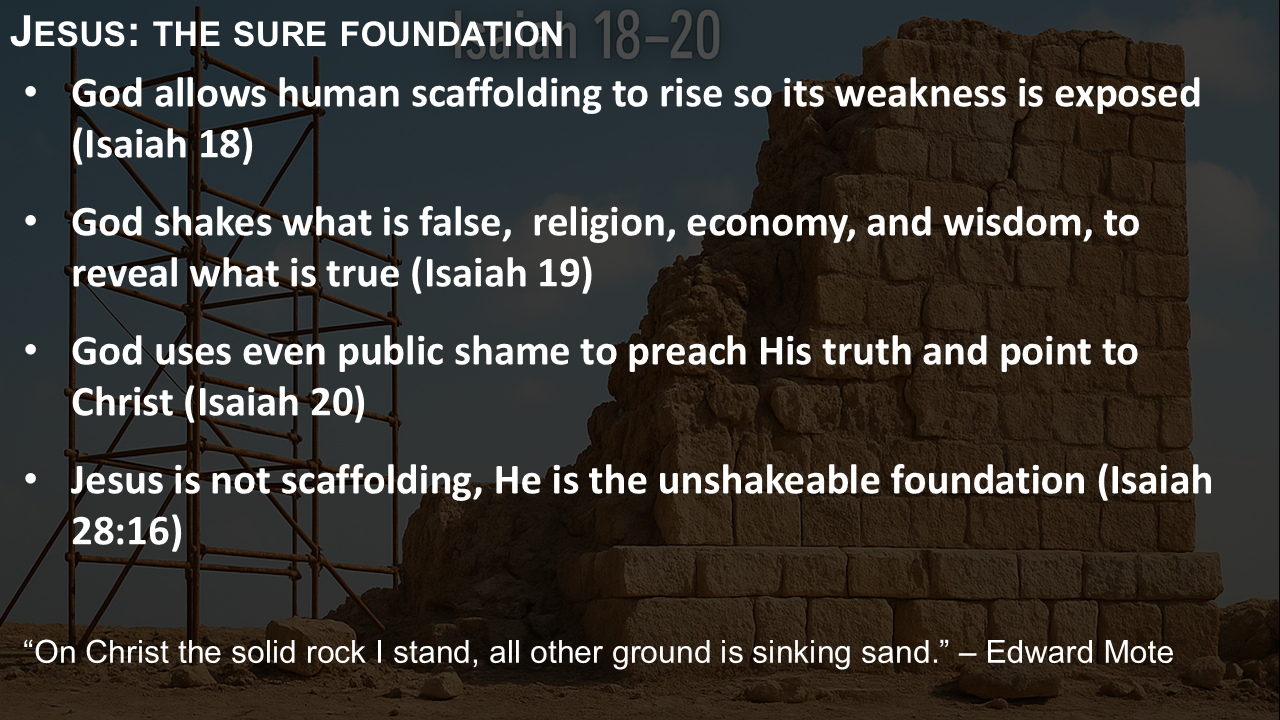 Isaiah 18–20
JESUS: THE SURE FOUNDATION
• God allows human scaffolding to rise so its weakness is exposed
(Isaiah 18)
• God shakes what is false,  religion, economy, and wisdom, to
reveal what is true (Isaiah 19)
• God uses even public shame to preach His truth and point to
Christ (Isaiah 20)
• Jesus is not scaffolding, He is the unshakeable foundation (Isaiah
28:16)
“On Christ the solid rock I stand, all other ground is sinking sand.” – Edward Mote